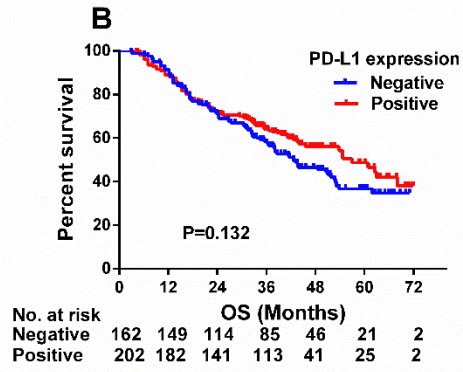 B
PD-L1 expression
Negative
Positive
100
80
60
40
20
0
Percent survival
P=0.132
0 12 24 36 48 60 72
OS (Months)
No. at risk
Negative 162 149 114 85 46 21 2
Positive 202 182 141 113 41 25 2